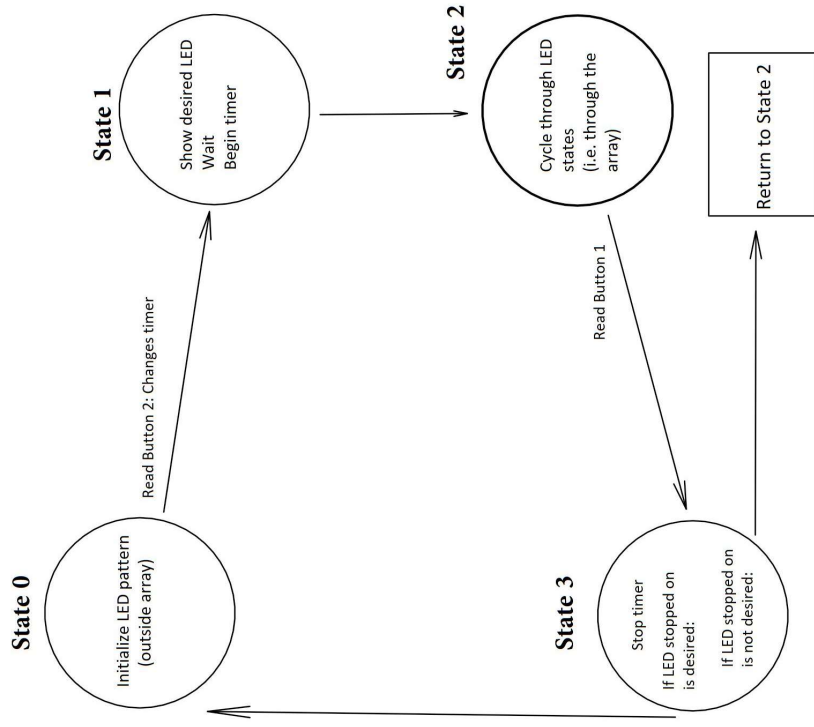 State 0
Initialize LED pattern
(outside array)
Read Button 2: Changes timer
State 1
Show desired LED
Wait
Begin timer
State 2
Cycle through LED
states
(i.e. through the
array)
Read Button 1
State 3
Stop timer
If LED stopped on
is desired:
If LED stopped on
is not desired:
Return to State 2